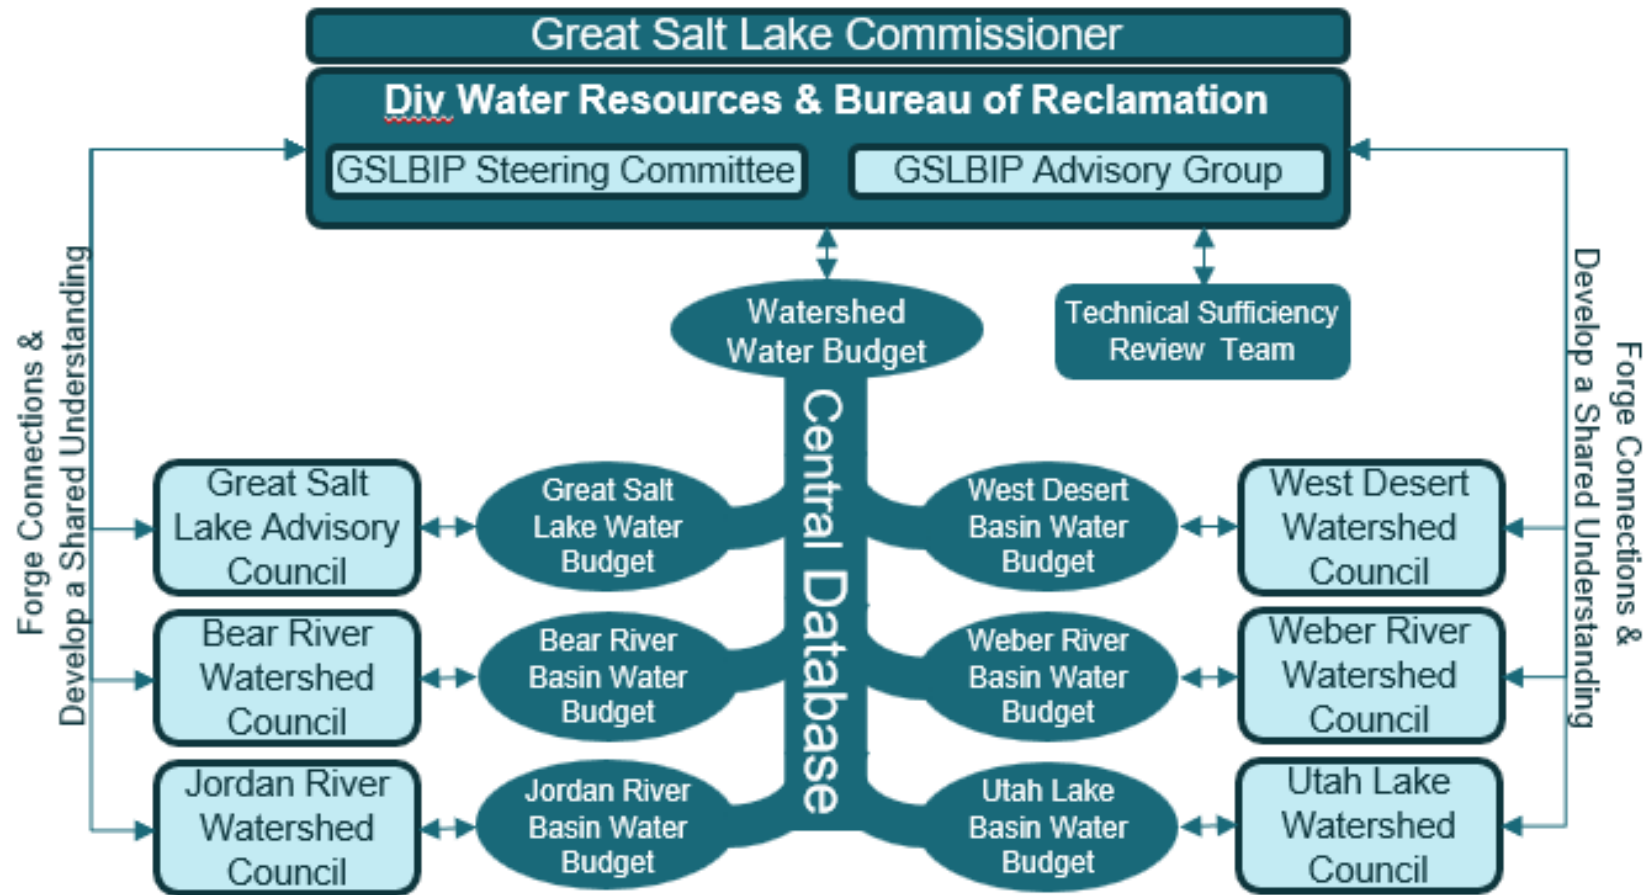 Great Salt Lake Commissioner
Div Water Resources & Bureau of Reclamation
GSLBIP Steering Committee
GSLBIP Advisory Group
Forge Connections &
Develop a Shared Understanding
Watershed
Water Budget
Technical Sufficiency
Review Team
Central Database
Great Salt
Lake Advisory
Council
Great Salt
Lake Water
Budget
West Desert
Basin Water
Budget
West Desert
Watershed
Council
Bear River
Watershed
Council
Bear River
Basin Water
Budget
Weber River
Basin Water
Budget
Weber River
Watershed
Council
Jordan River
Watershed
Council
Jordan River
Basin Water
Budget
Utah Lake
Basin Water
Budget
Utah Lake
Watershed
Council
Forge Connections &
Develop a Shared Understanding